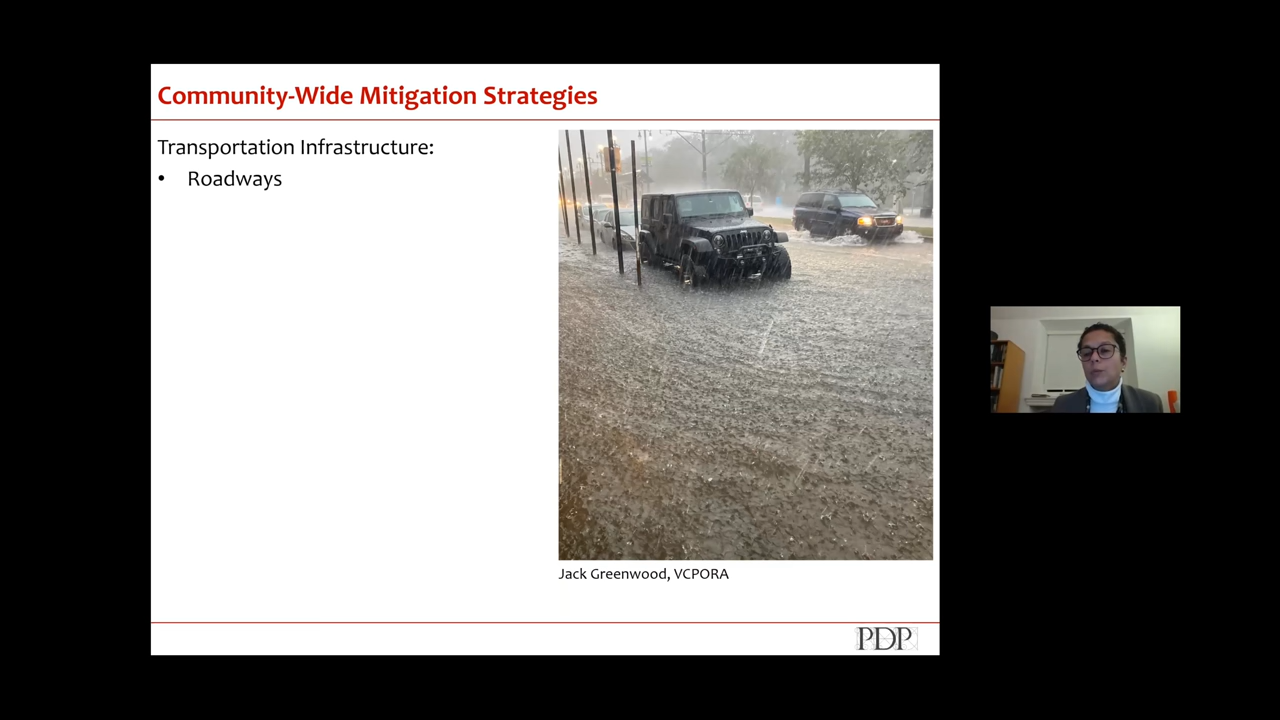 Community-Wide Mitigation Strategies
Transportation Infrastructure:
• Roadways
Jack Greenwood, VCPORA
PDP